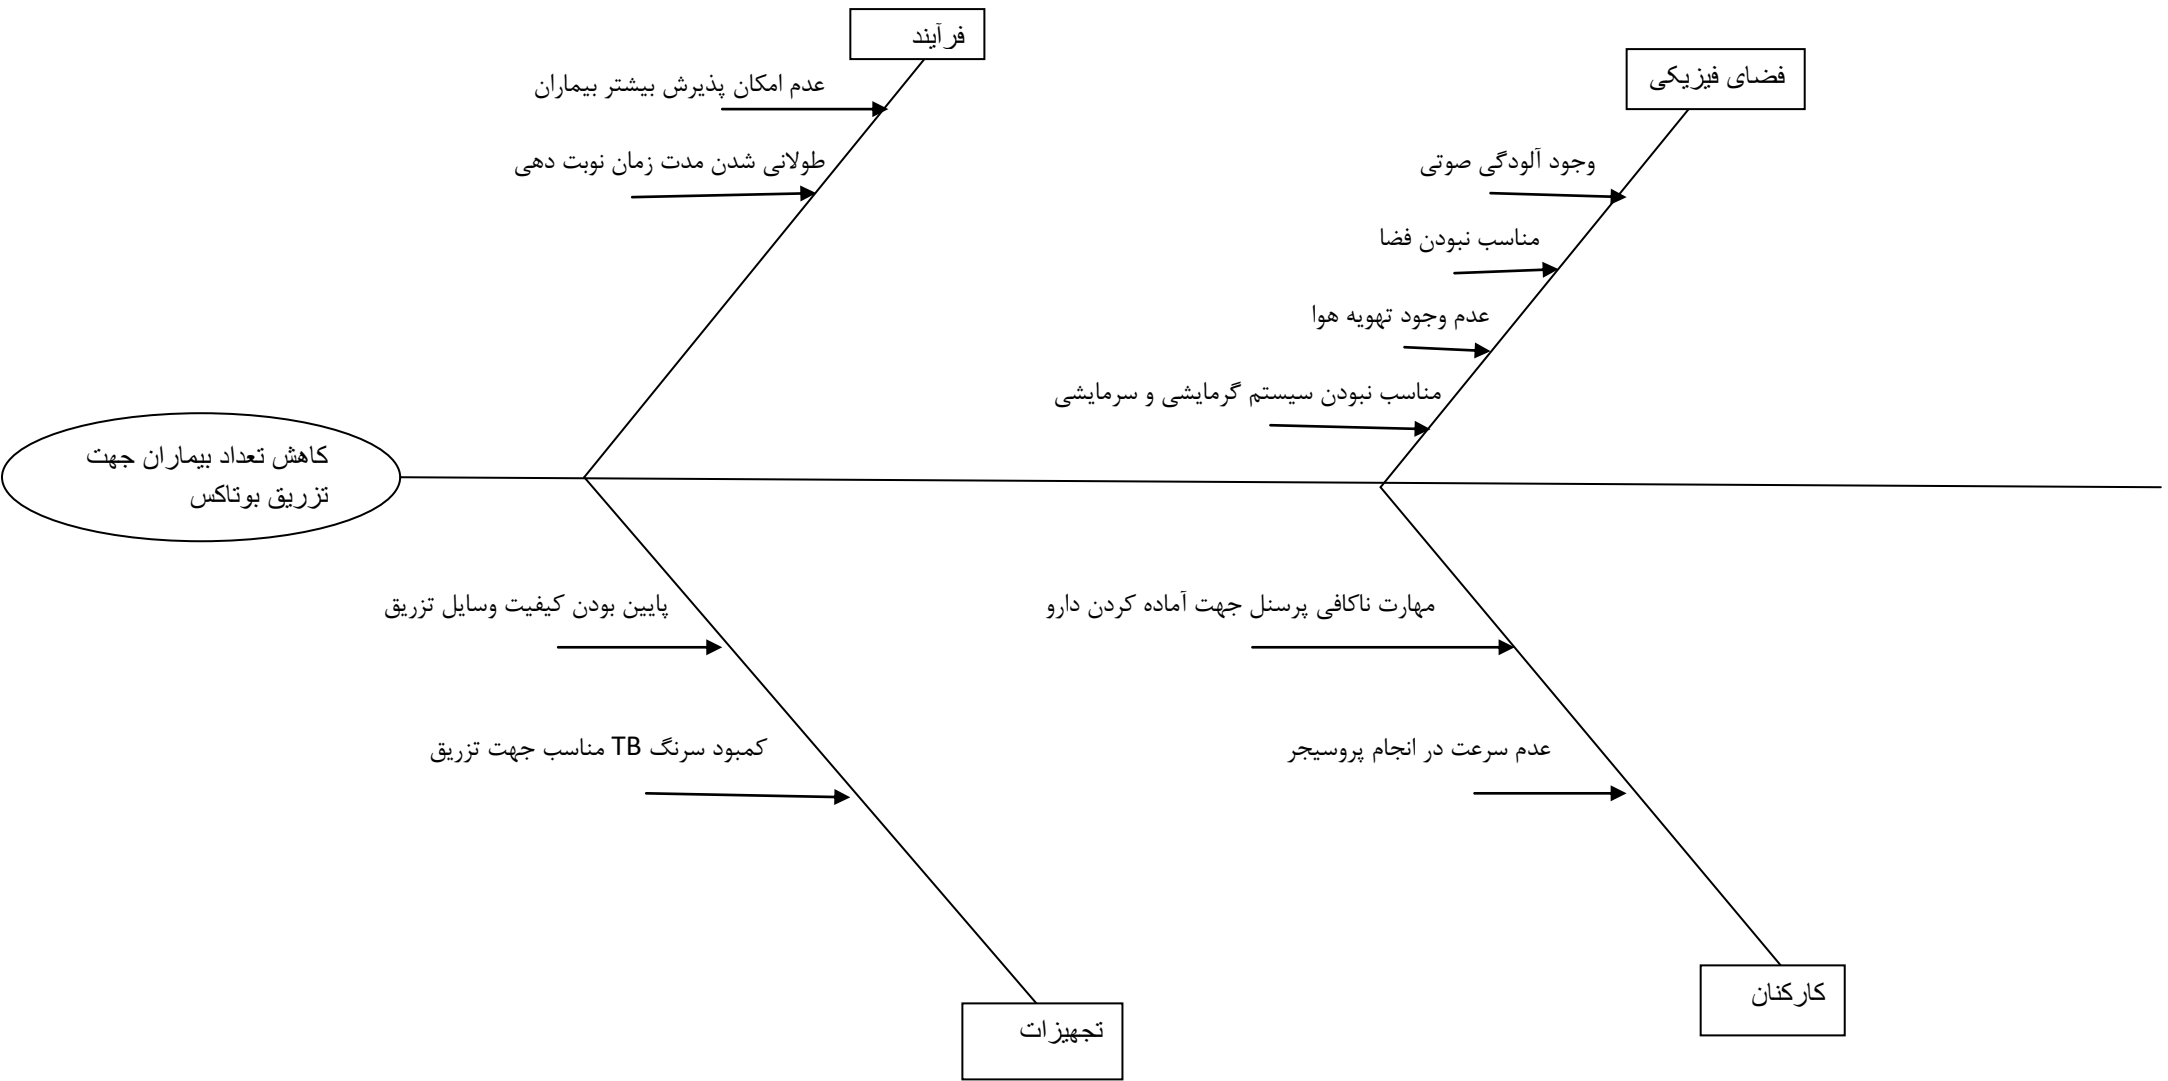 فرآیند
فضای فیزیکی
عدم امکان پذیرش بیشتر بیماران
طولانی شدن مدت زمان نوبت دهی
وجود آلودگی صوتی
مناسب نبودن فضا
عدم وجود تهویه هوا
مناسب نبودن سیستم گرمایشی و سرمایشی
کاهش تعداد بیماران جهت
تزریق بوتاکس
مهارت ناکافی پرسنل جهت آماده کردن دارو
پایین بودن کیفیت وسایل تزریق
عدم سرعت در انجام پروسیجر
کمبود سرنگ TB مناسب جهت تزریق
کارکنان
تجهیزات